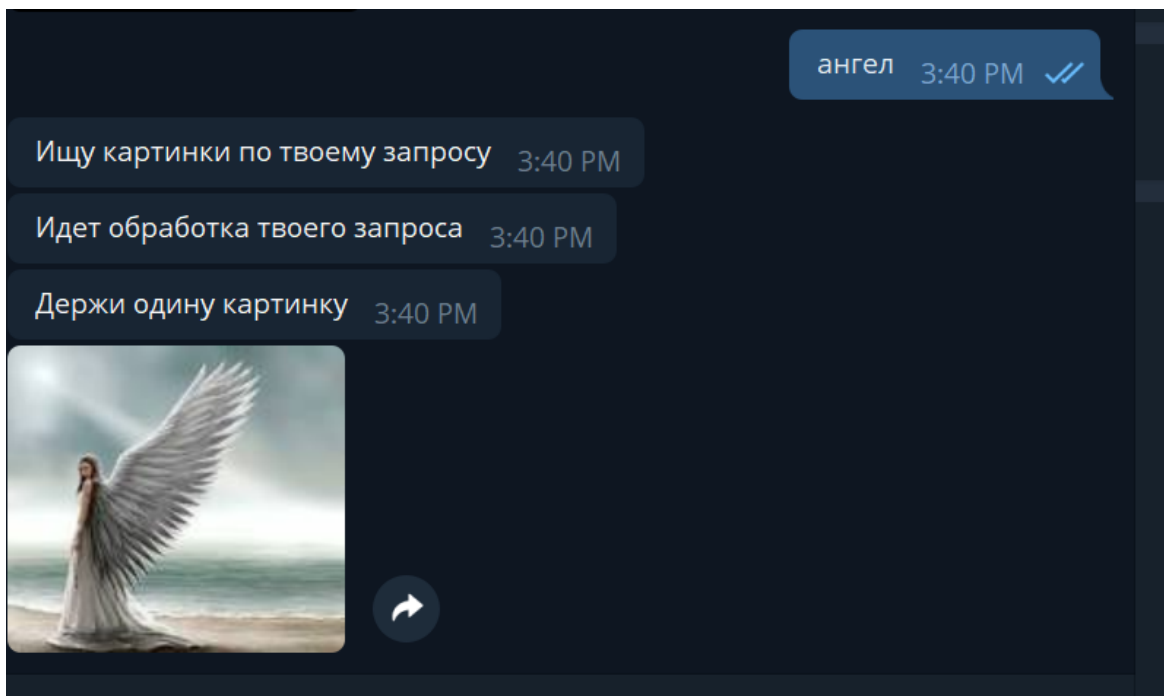 ангел 3:40 PM
Ищу картинки по твоему запросу 3:40 PM
Идет обработка твоего запроса 3:40 PM
Держи одину картинку 3:40 PM